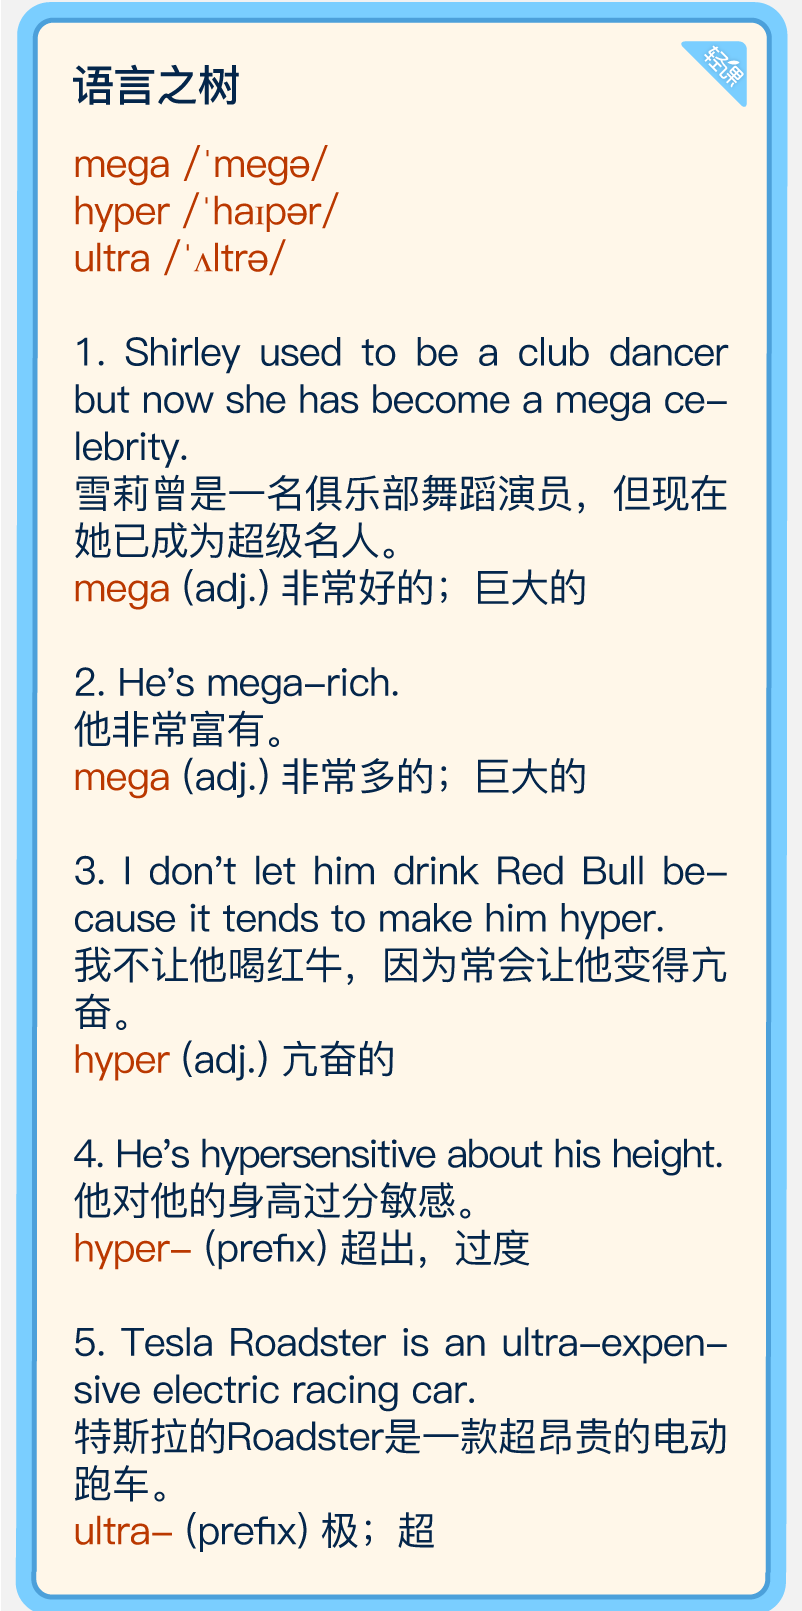 语言之树
轻课
mega /ˈmegə/
hyper /ˈhaɪpər/
ultra /ˈʌltrə/
1. Shirley used to be a club dancer
but now she has become a mega ce-
lebrity.
雪莉曾是一名俱乐部舞蹈演员，但现在
她已成为超级名人。
mega (adj.) 非常好的；巨大的
2. He’s mega-rich.
他非常富有。
mega (adj.) 非常多的；巨大的
3. I don’t let him drink Red Bull be-
cause it tends to make him hyper.
我不让他喝红牛，因为常会让他变得亢
奋。
hyper (adj.) 亢奋的
4. He’s hypersensitive about his height.
他对他的身高过分敏感。
hyper- (prefix) 超出，过度
5. Tesla Roadster is an ultra-expen-
sive electric racing car.
特斯拉的Roadster是一款超昂贵的电动
跑车。
ultra- (prefix) 极；超